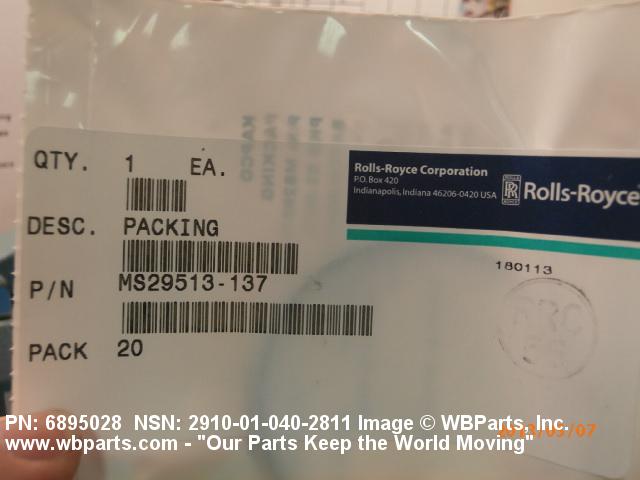 QTY. 1 EA.
DESC. PACKING
P/N MS29513-137
PACK 20
Rolls-Royce Corporation
P.O. Box 420
Indianapolis, Indiana 46206-0420 USA
Rolls-Royce
180113
KAPCO
PACKING
PN: 6895028 NSN: 2910-01-040-2811 Image © WBParts, Inc.
www.wbparts.com - "Our Parts Keep the World Moving"